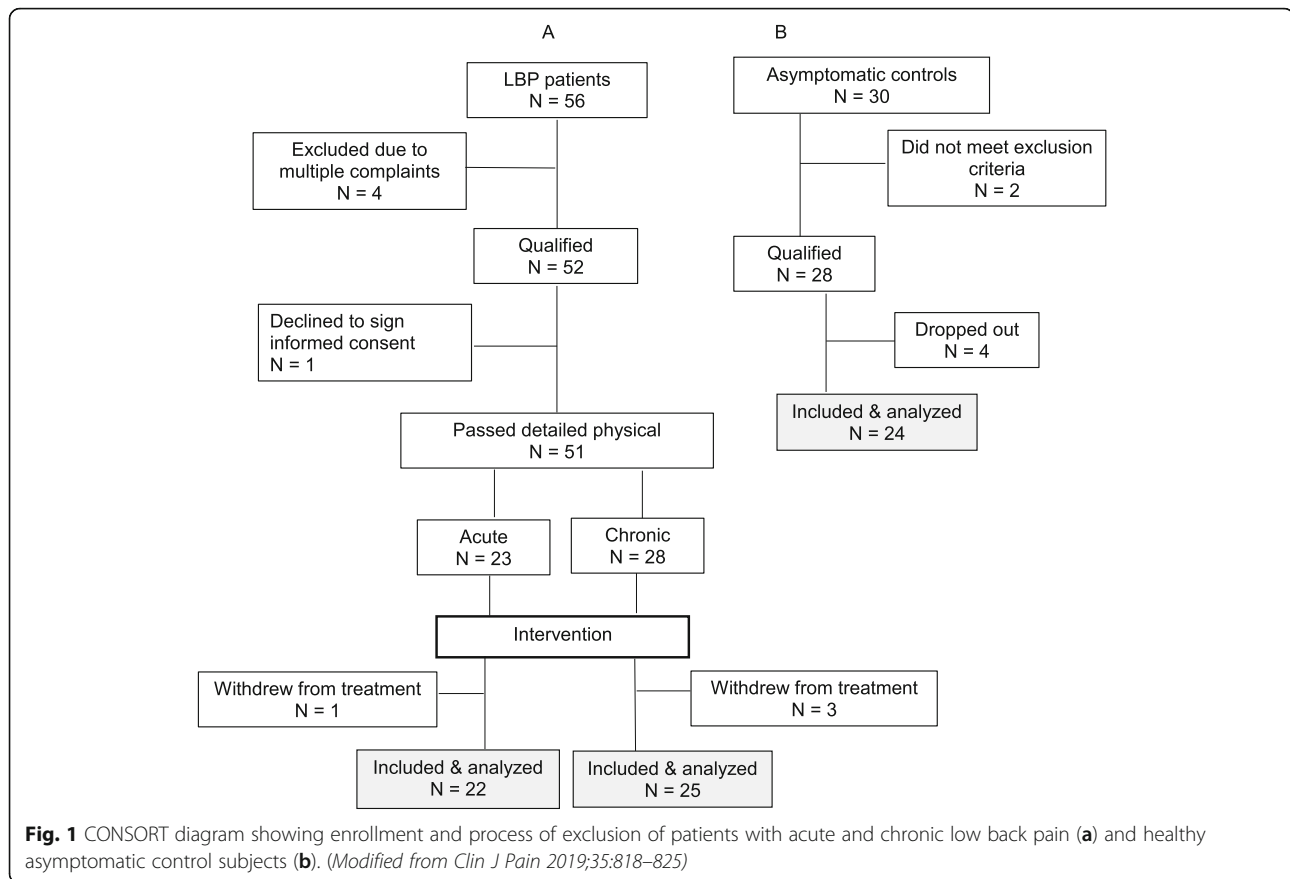 A
LBP patients
N = 56
Excluded due to
multiple complaints
N = 4
Qualified
N = 52
Declined to sign
informed consent
N = 1
Passed detailed physical
N = 51
Acute
N = 23
Chronic
N = 28
Intervention
Withdrew from treatment
N = 1
Withdrew from treatment
N = 3
Included & analyzed
N = 22
Included & analyzed
N = 25
B
Asymptomatic controls
N = 30
Did not meet exclusion
criteria
N = 2
Qualified
N = 28
Dropped out
N = 4
Included & analyzed
N = 24
Fig. 1 CONSORT diagram showing enrollment and process of exclusion of patients with acute and chronic low back pain (a) and healthy
asymptomatic control subjects (b). (Modified from Clin J Pain 2019;35:818–825)